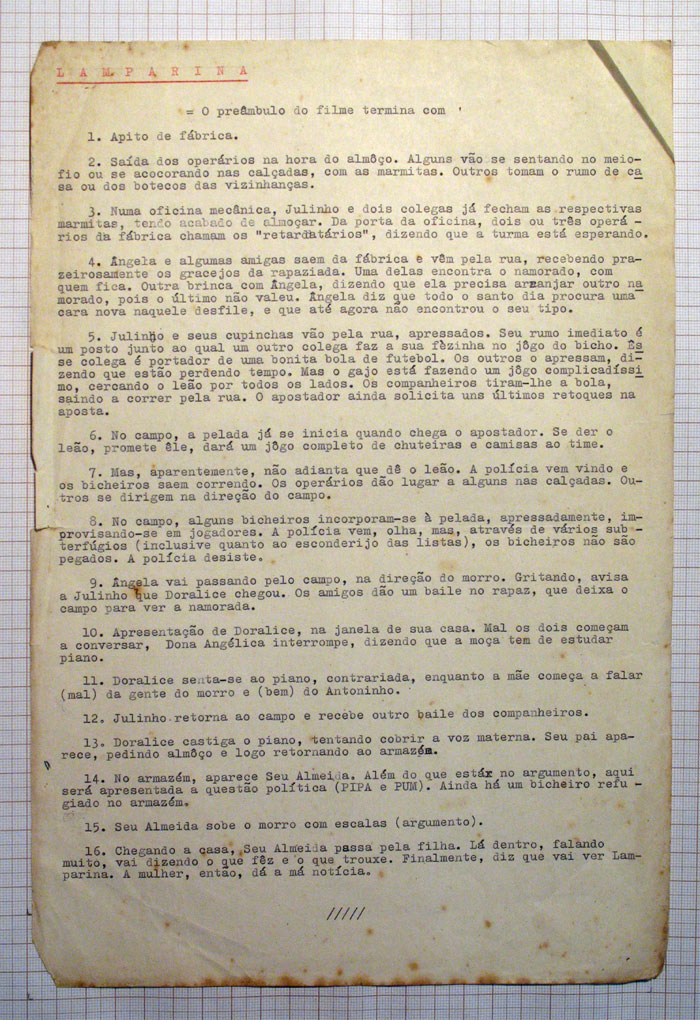 L A M P A R I N A
= O preâmbulo do filme termina com '
1. Apito de fábrica.
2. Saída dos operários na hora do almôço. Alguns vão se sentando no meio-
fio ou se acocorando nas calçadas, com as marmitas. Outros tomam o rumo de ca
sa ou dos botecos das vizinhanças.
3. Numa oficina mecânica, Julinho e dois colegas já fecham as respectivas
marmitas, tendo acabado de almoçar. Da porta da oficina, dois ou três operá -
rios da fábrica chamam os "retardatários", dizendo que a turma está esperando.
4. Ângela e algumas amigas saem da fábrica e vêm pela rua, recebendo pra-
zeirosamente os gracejos da rapaziada. Uma delas encontra o namorado, com
quem fica. Outra brinca com Ângela, dizendo que ela precisa arranjar outro na
morado, pois o último não valeu. Ângela diz que todo o santo dia procura uma
cara nova naquele desfile, e que até agora não encontrou o seu tipo.
5. Julinho e seus cupinchas vão pela rua, apressados. Seu rumo imediato é
um posto junto ao qual um outro colega faz a sua fèzinha no jôgo do bicho. Ês
se colega é portador de uma bonita bola de futebol. Os outros o apressam, di-
zendo que estão perdendo tempo. Mas o gajo está fazendo um jôgo complicadíssi
mo, cercando o leão por todos os lados. Os companheiros tiram-lhe a bola,
saindo a correr pela rua. O apostador ainda solicita uns últimos retoques na
aposta.
6. No campo, a pelada já se inicia quando chega o apostador. Se der o
leão, promete êle, dará um jôgo completo de chuteiras e camisas ao time.
7. Mas, aparentemente, não adianta que dê o leão. A polícia vem vindo e
os bicheiros saem correndo. Os operários dão lugar a alguns nas calçadas. Ou-
tros se dirigem na direção do campo.
8. No campo, alguns bicheiros incorporam-se à pelada, apressadamente, im-
provisando-se em jogadores. A polícia vem, olha, mas, através de vários sub -
terfúgios (inclusive quanto ao esconderijo das listas), os bicheiros não são
pegados. A polícia desiste.
9. Ângela vai passando pelo campo, na direção do morro. Gritando, avisa
a Julinho que Doralice chegou. Os amigos dão um baile no rapaz, que deixa o
campo para ver a namorada.
10. Apresentação de Doralice, na janela de sua casa. Mal os dois começam
a conversar, Dona Angélica interrompe, dizendo que a moça tem de estudar
piano.
11. Doralice senta-se ao piano, contrariada, enquanto a mãe começa a falar
(mal) da gente do morro e (bem) do Antoninho.
12. Julinho retorna ao campo e recebe outro baile dos companheiros.
13. Doralice castiga o piano, tentando cobrir a voz materna. Seu pai apa-
rece, pedindo almôço e logo retornando ao armazém.
14. No armazém, aparece Seu Almeida. Além do que estáx no argumento, aqui
será apresentada a questão política (PIPA e PUM). Ainda há um bicheiro refu -
giado no armazém.
15. Seu Almeida sobe o morro com escalas (argumento).
16. Chegando a casa, Seu Almeida passa pela filha. Lá dentro, falando
muito, vai dizendo o que fêz e o que trouxe. Finalmente, diz que vai ver Lam-
parina. A mulher, então, dá a má notícia.
/////